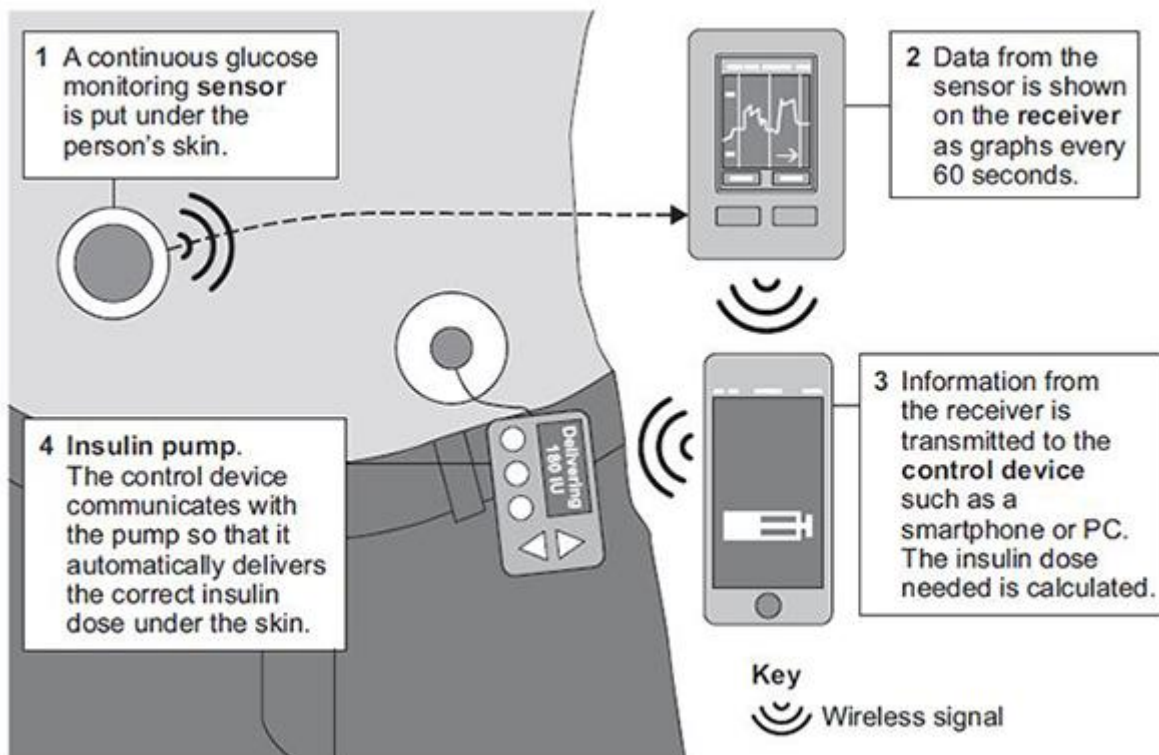 1 A continuous glucose
monitoring sensor
is put under the
person's skin.
2 Data from the
sensor is shown
on the receiver
as graphs every
60 seconds.
3 Information from
the receiver is
transmitted to the
control device
such as a
smartphone or PC.
The insulin dose
needed is calculated.
4 Insulin pump.
The control device
communicates with
the pump so that it
automatically delivers
the correct insulin
dose under the skin.
Delivering
180 IU
Key
Wireless signal